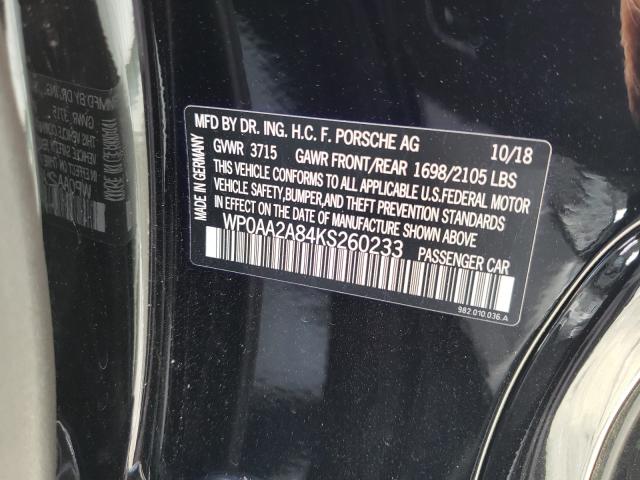 MFD BY DR. ING. H.C. F. PORSCHE AG 10/18
GVWR 3715 GAWR FRONT/REAR 1698/2105 LBS
THIS VEHICLE CONFORMS TO ALL APPLICABLE U.S.FEDERAL MOTOR
VEHICLE SAFETY,BUMPER,AND THEFT PREVENTION STANDARDS
IN EFFECT ON THE DATE OF MANUFACTURE SHOWN ABOVE
WP0AA2A84KS260233 PASSENGER CAR
MADE IN GERMANY
982.010.036.A